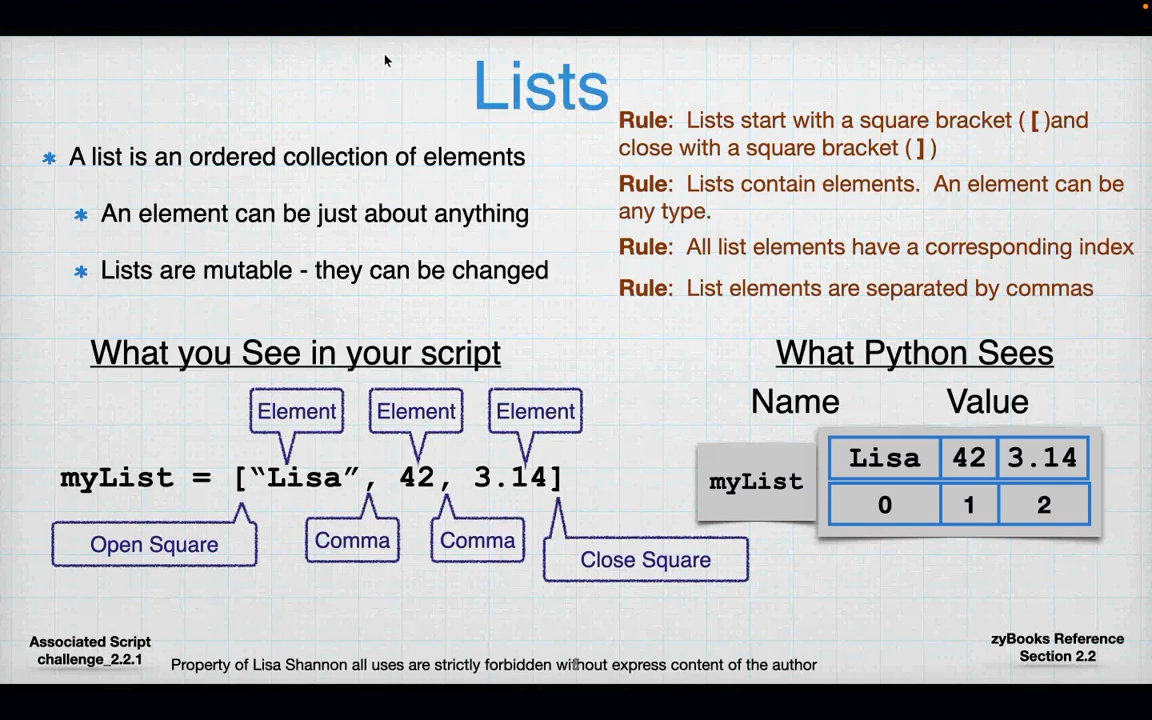 Lists
A list is an ordered collection of elements
An element can be just about anything
Lists are mutable - they can be changed
Rule: Lists start with a square bracket ( [ )and
close with a square bracket ( ] )
Rule: Lists contain elements. An element can be
any type.
Rule: All list elements have a corresponding index
Rule: List elements are separated by commas
What you See in your script
Element Element Element
myList = [“Lisa”, 42, 3.14]
Open Square Comma Comma Close Square
What Python Sees
Name Value
myList
Lisa 42 3.14
0 1 2
Associated Script
challenge_2.2.1
Property of Lisa Shannon all uses are strictly forbidden without express content of the author
zyBooks Reference
Section 2.2